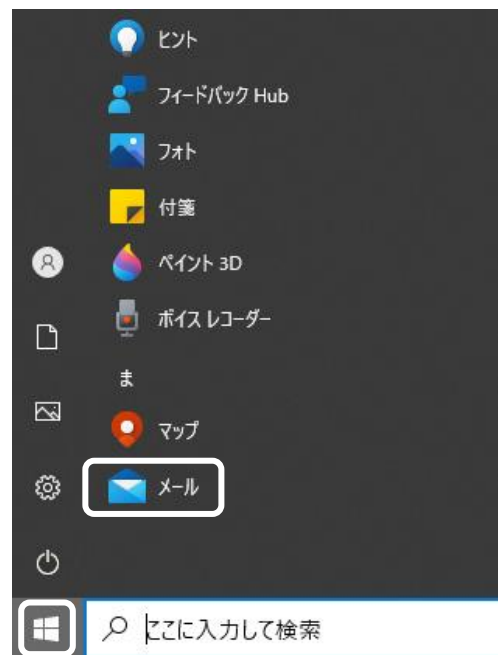 ヒント
フィードバック Hub
フォト
付箋
ペイント 3D
ボイス レコーダー
ま
マップ
メール
ここに入力して検索